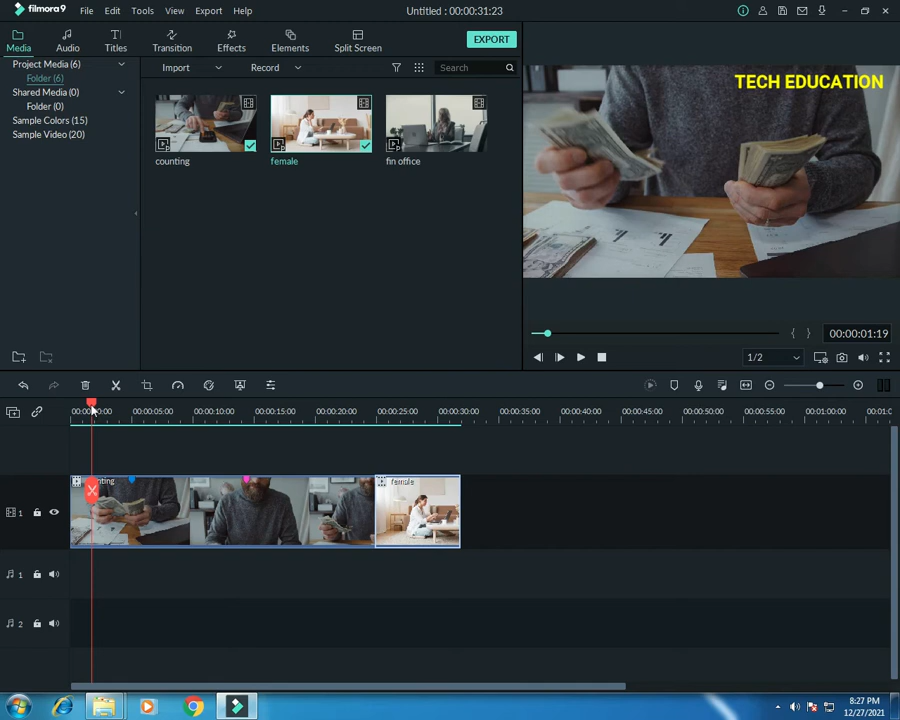 filmora 9 File Edit Tools View Export Help Untitled : 00:00:31:23
Media Audio Titles Transition Effects Elements Split Screen EXPORT
Project Media (6) Import Record Search
Folder (6)
Shared Media (0)
Folder (0)
Sample Colors (15)
Sample Video (20)
counting female fin office
TECH EDUCATION
00:00:01:19
1/2
00:00:05:00 00:00:10:00 00:00:15:00 00:00:20:00 00:00:25:00 00:00:30:00 00:00:35:00 00:00:40:00 00:00:45:00 00:00:50:00 00:00:55:00 00:01:00:00
female
1
1
2
8:27 PM
12/27/2021